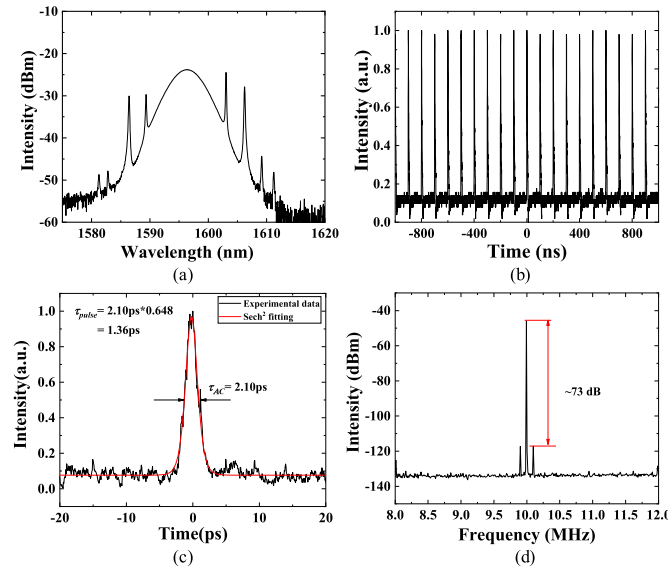 -10
-20
-30
-40
-50
-60
Intensity (dBm)
1580 1590 1600 1610 1620
Wavelength (nm)
(a)
1.0
0.8
0.6
0.4
0.2
0.0
Intensity (a.u.)
-800 -400 0 400 800
Time (ns)
(b)
τpulse= 2.10ps*0.648
= 1.36ps
Experimental data
Sech² fitting
τAC= 2.10ps
1.0
0.8
0.6
0.4
0.2
0.0
Intensity(a.u.)
-20 -10 0 10 20
Time(ps)
(c)
-40
-60
-80
-100
-120
-140
Intensity (dBm)
~73 dB
8.0 8.5 9.0 9.5 10.0 10.5 11.0 11.5 12.0
Frequency (MHz)
(d)